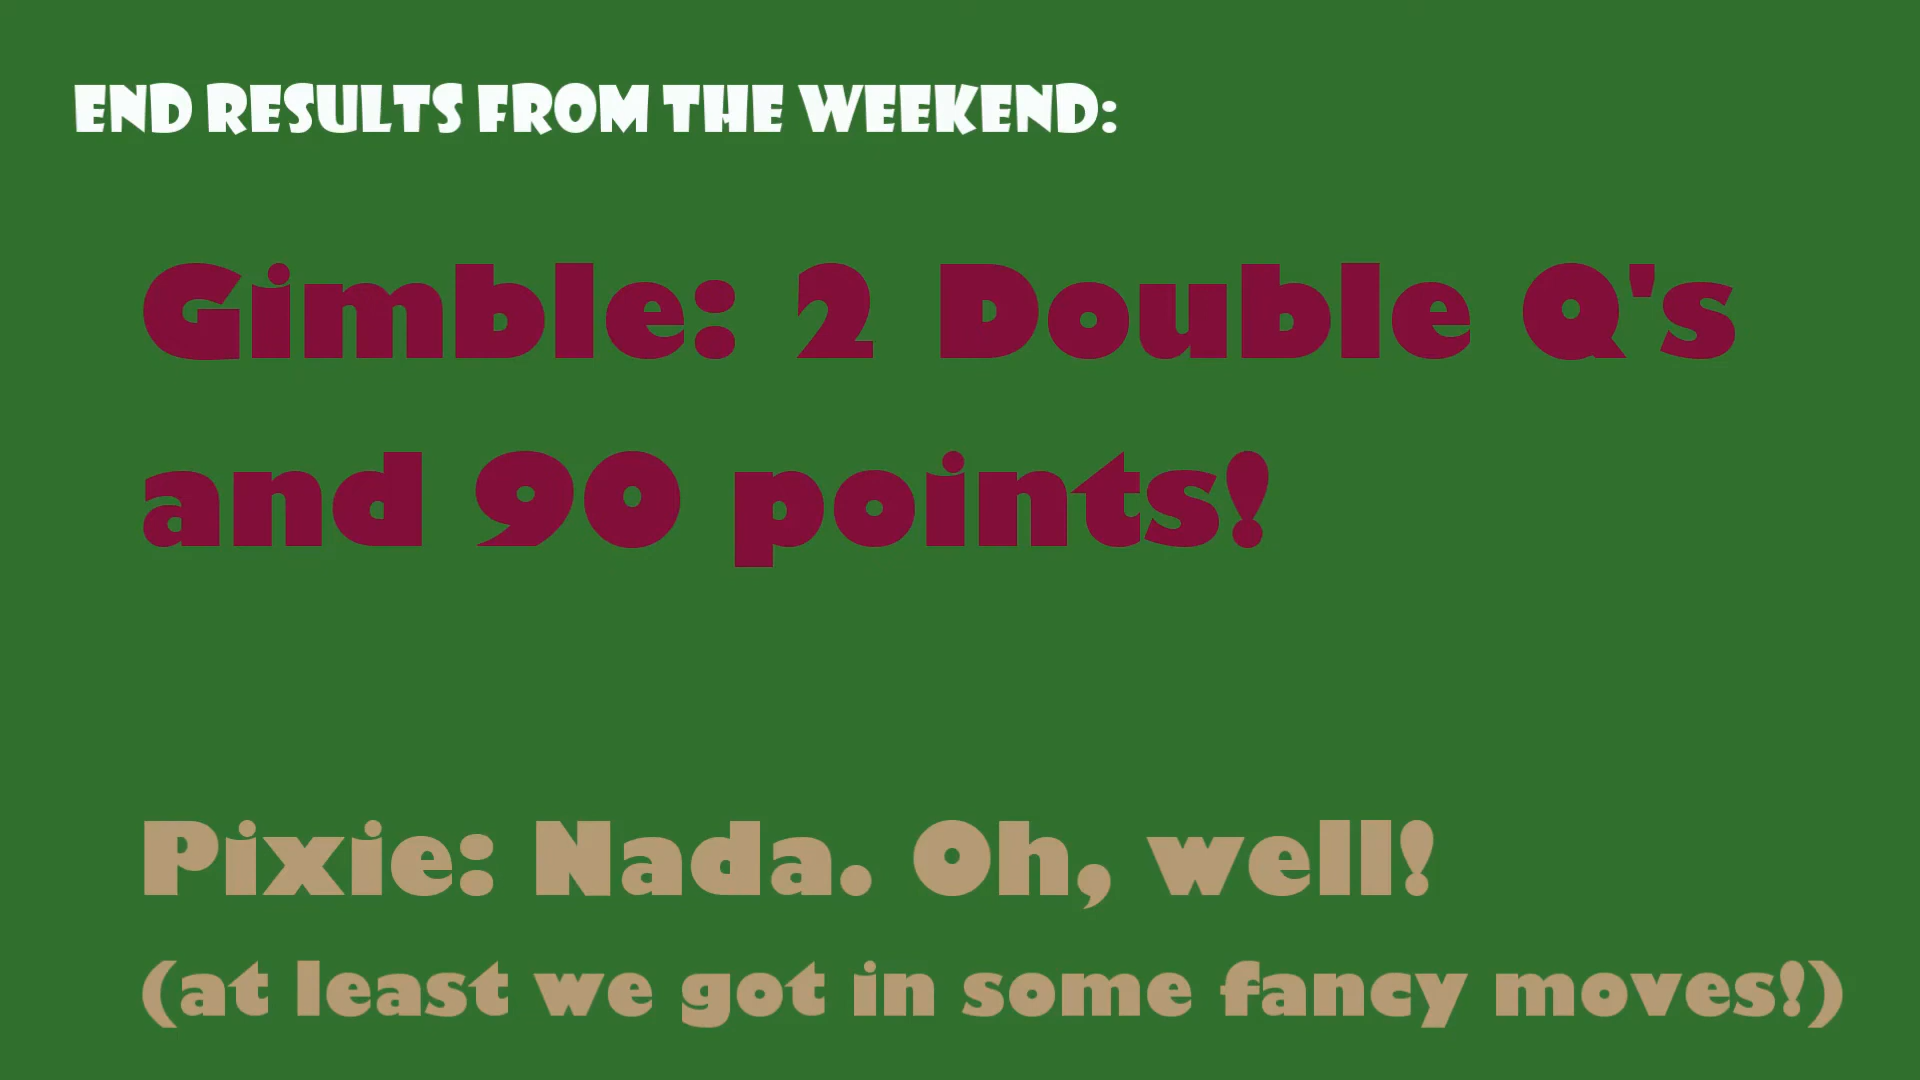 END RESULTS FROM THE WEEKEND:
Gimble: 2 Double Q's
and 90 points!
Pixie: Nada. Oh, well!
(at least we got in some fancy moves!)